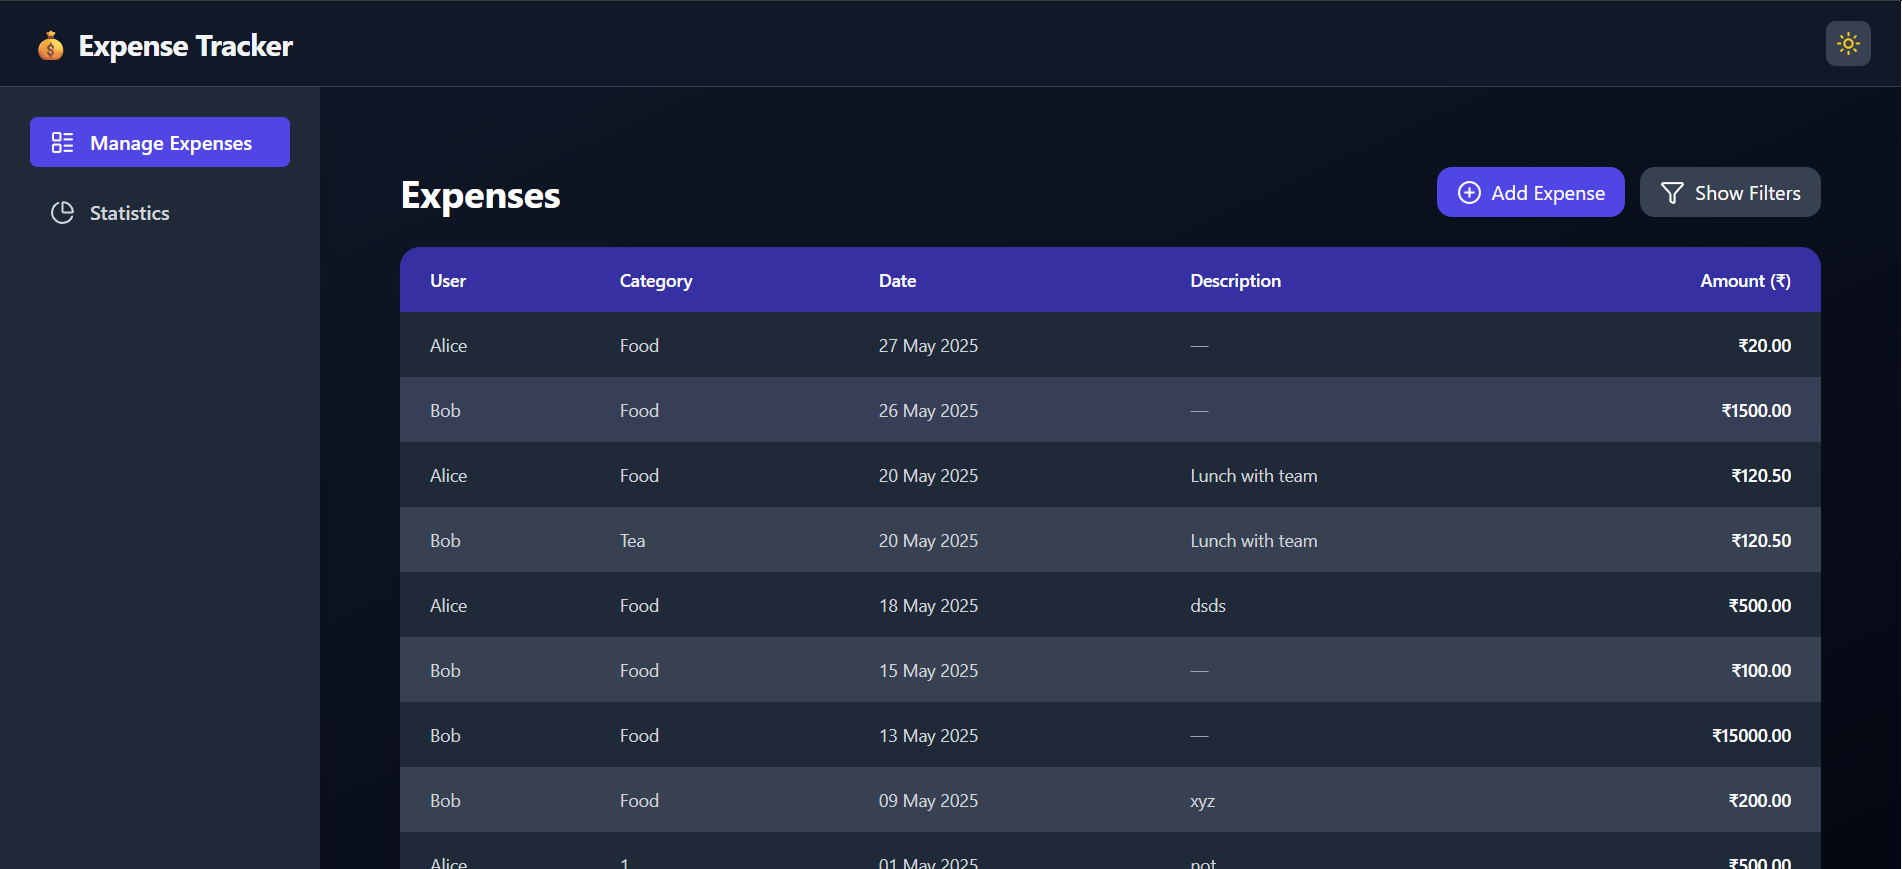 Expense Tracker
Manage Expenses
Statistics
Expenses
Add Expense
Show Filters
User Category Date Description Amount (₹)
Alice Food 27 May 2025 — ₹20.00
Bob Food 26 May 2025 — ₹1500.00
Alice Food 20 May 2025 Lunch with team ₹120.50
Bob Tea 20 May 2025 Lunch with team ₹120.50
Alice Food 18 May 2025 dsds ₹500.00
Bob Food 15 May 2025 — ₹100.00
Bob Food 13 May 2025 — ₹15000.00
Bob Food 09 May 2025 xyz ₹200.00
Alice 1 01 May 2025 not ₹500.00